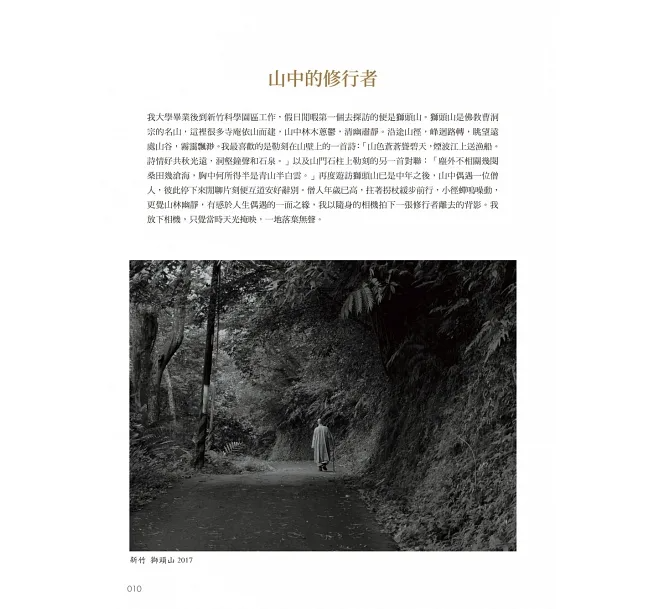 山中的修行者
我大學畢業後到新竹科學園區工作，假日閒暇第一個去探訪的便是獅頭山。獅頭山是佛教曹洞
宗的名山，這裡很多寺庵依山而建，山中林木蓊鬱，清幽肅靜。沿途山徑，峰迴路轉，眺望遠
處山谷，霧靄飄渺。我最喜歡的是勒刻在山壁上的一首詩：「山色蒼蒼聳碧天，煙波江上送漁船。
詩情好共秋光遠，洞壑鐘聲和石泉。」以及山門石柱上勒刻的另一首對聯：「塵外不相關幾閱
桑田幾滄海，胸中何所得半是青山半白雲。」再度遊訪獅頭山已是中年之後，山中偶遇一位僧
人，彼此停下來閒聊片刻便互道安好辭別。僧人年歲已高，拄著拐杖緩步前行，小徑蟬鳴噪動，
更覺山林幽靜，有感於人生偶遇的一面之緣，我以隨身的相機拍下一張修行者離去的背影。我
放下相機，只覺當時天光掩映，一地落葉無聲。
新竹 獅頭山 2017
010